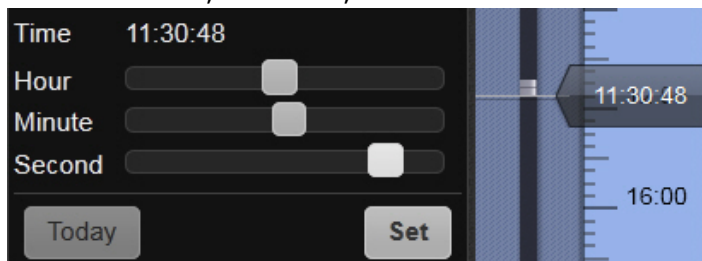 Time 11:30:48
Hour
11:30:48
Minute
Second
16:00
Today Set